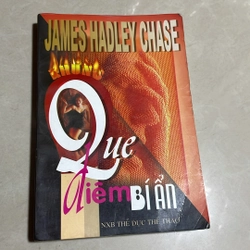 JAMES HADLEY CHASE
Que
diêm BÍ ẨN
NXB THỂ DỤC THỂ THAO